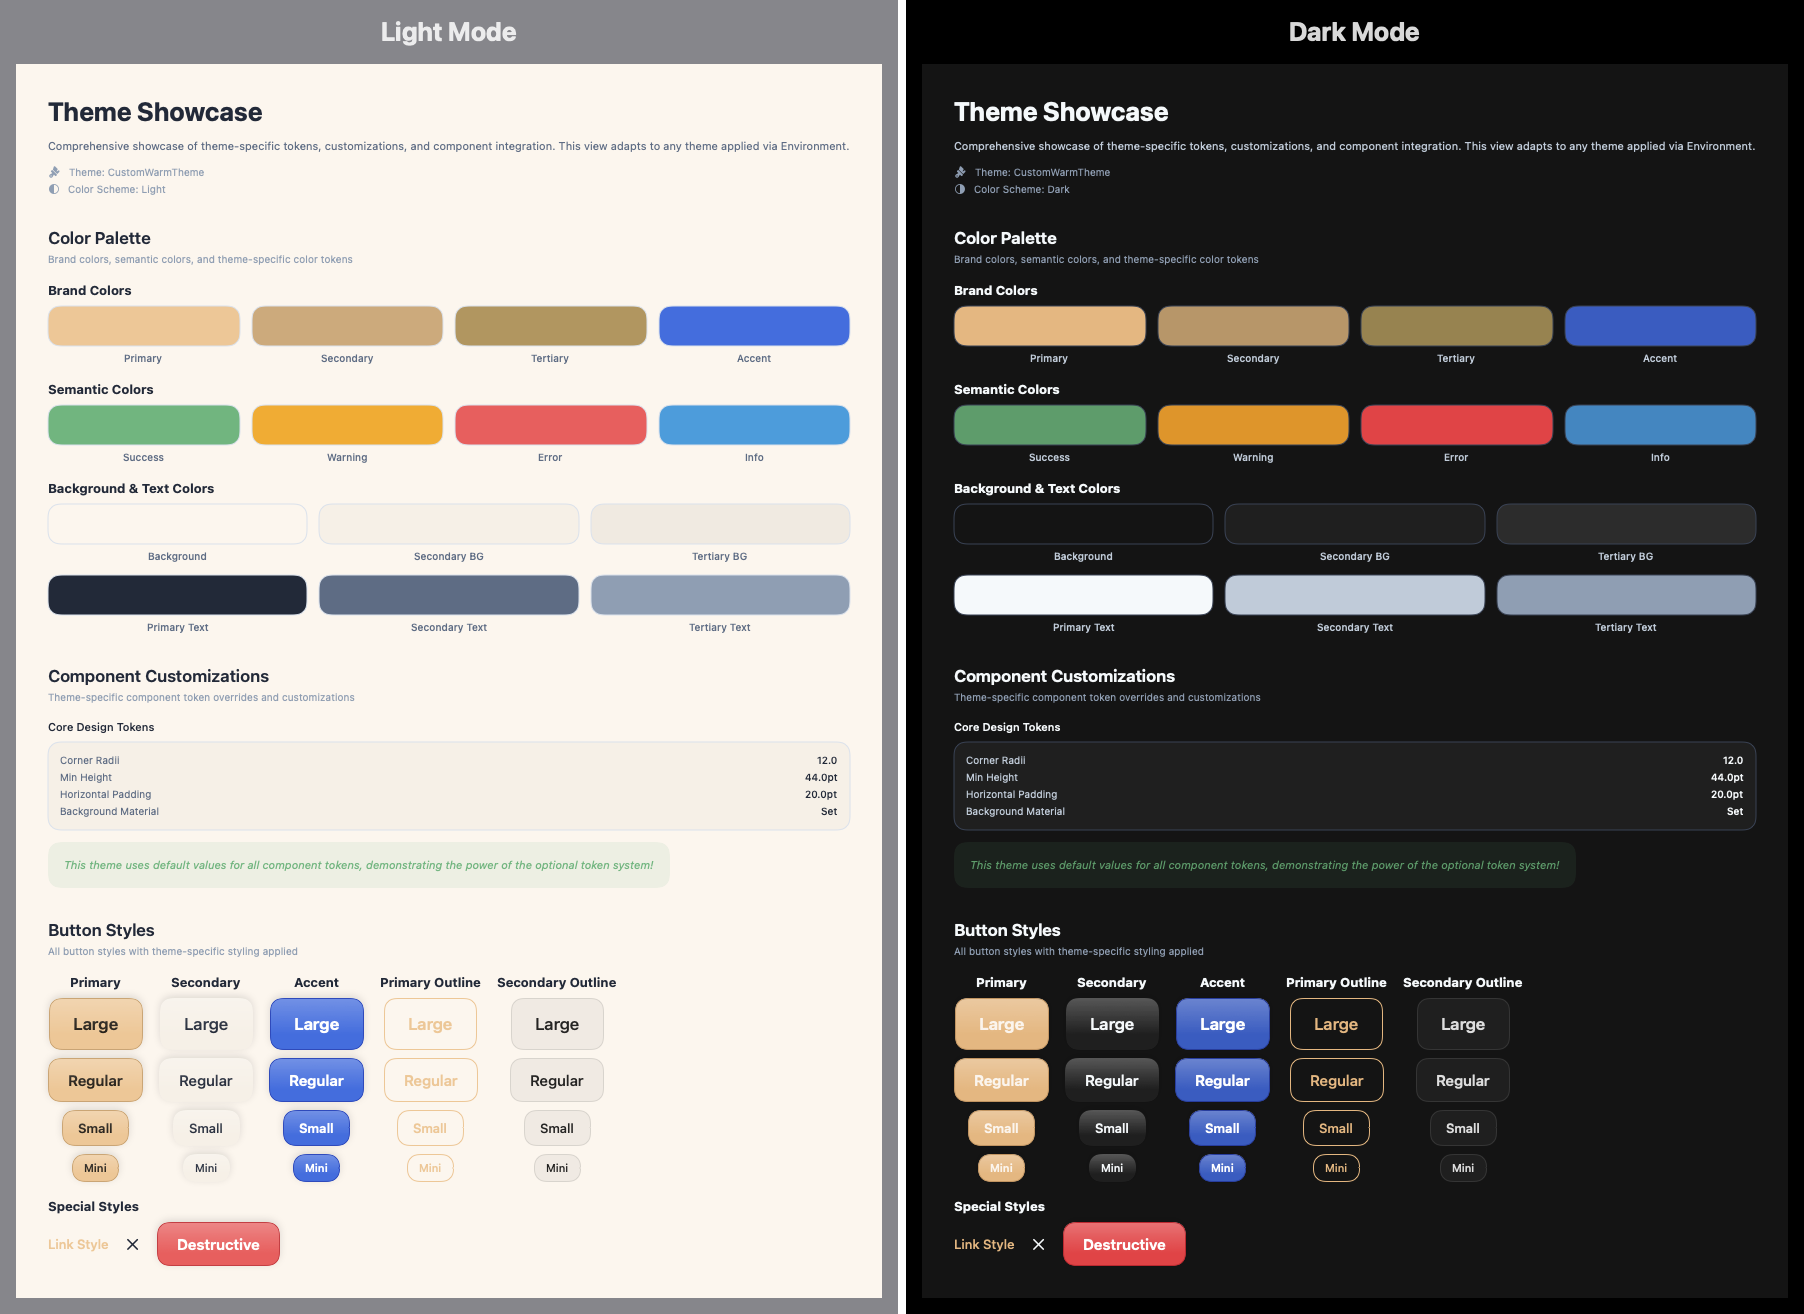 Light Mode
Theme Showcase
Comprehensive showcase of theme-specific tokens, customizations, and component integration. This view adapts to any theme applied via Environment.
Theme: CustomWarmTheme
Color Scheme: Light
Color Palette
Brand colors, semantic colors, and theme-specific color tokens
Brand Colors
Primary Secondary Tertiary Accent
Semantic Colors
Success Warning Error Info
Background & Text Colors
Background Secondary BG Tertiary BG
Primary Text Secondary Text Tertiary Text
Component Customizations
Theme-specific component token overrides and customizations
Core Design Tokens
Corner Radii 12.0
Min Height 44.0pt
Horizontal Padding 20.0pt
Background Material Set
This theme uses default values for all component tokens, demonstrating the power of the optional token system!
Button Styles
All button styles with theme-specific styling applied
Primary Secondary Accent Primary Outline Secondary Outline
Large Large Large Large Large
Regular Regular Regular Regular Regular
Small Small Small Small Small
Mini Mini Mini Mini Mini
Special Styles
Link Style Destructive
Dark Mode
Theme Showcase
Comprehensive showcase of theme-specific tokens, customizations, and component integration. This view adapts to any theme applied via Environment.
Theme: CustomWarmTheme
Color Scheme: Dark
Color Palette
Brand colors, semantic colors, and theme-specific color tokens
Brand Colors
Primary Secondary Tertiary Accent
Semantic Colors
Success Warning Error Info
Background & Text Colors
Background Secondary BG Tertiary BG
Primary Text Secondary Text Tertiary Text
Component Customizations
Theme-specific component token overrides and customizations
Core Design Tokens
Corner Radii 12.0
Min Height 44.0pt
Horizontal Padding 20.0pt
Background Material Set
This theme uses default values for all component tokens, demonstrating the power of the optional token system!
Button Styles
All button styles with theme-specific styling applied
Primary Secondary Accent Primary Outline Secondary Outline
Large Large Large Large Large
Regular Regular Regular Regular Regular
Small Small Small Small Small
Mini Mini Mini Mini Mini
Special Styles
Link Style Destructive